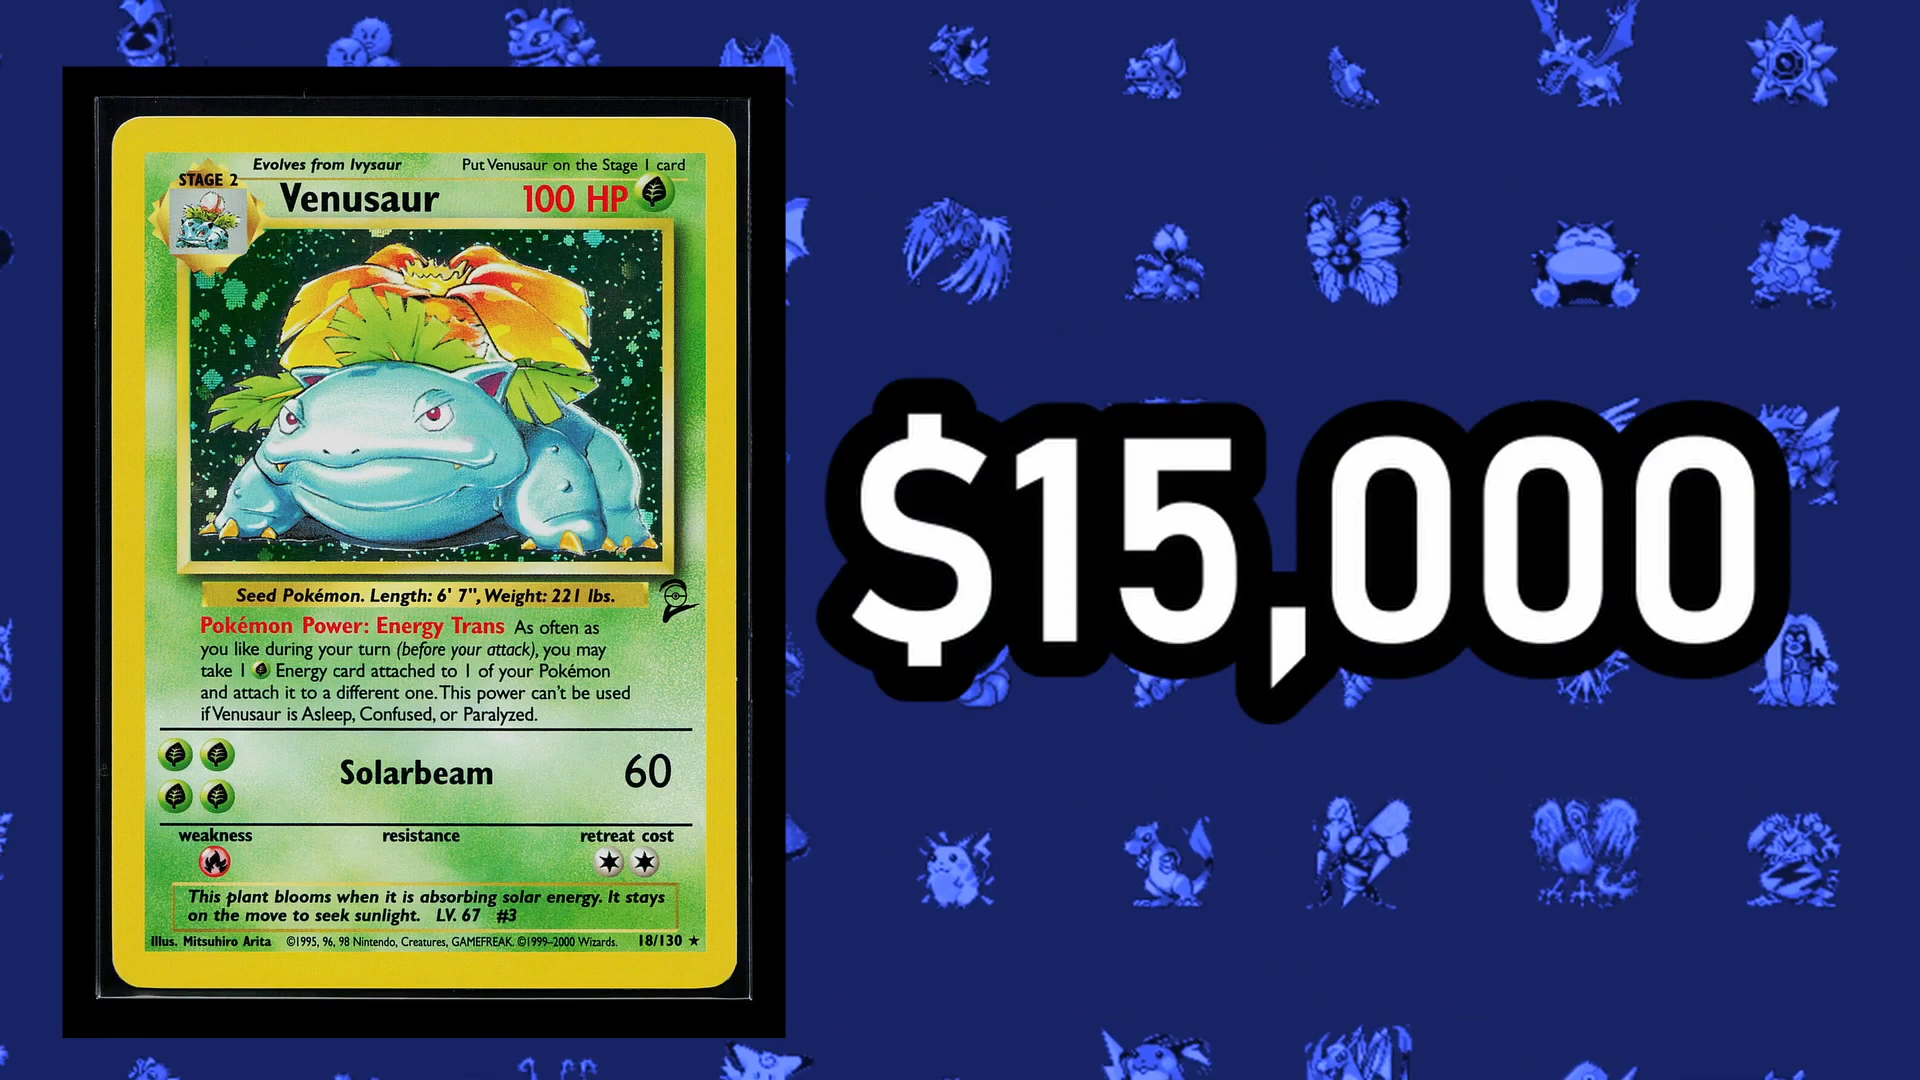 Evolves from Ivysaur Put Venusaur on the Stage 1 card
STAGE 2
Venusaur 100 HP
Seed Pokémon. Length: 6' 7", Weight: 221 lbs.
Pokémon Power: Energy Trans As often as
you like during your turn (before your attack), you may
take 1 Energy card attached to 1 of your Pokémon
and attach it to a different one. This power can't be used
if Venusaur is Asleep, Confused, or Paralyzed.
Solarbeam 60
weakness resistance retreat cost
This plant blooms when it is absorbing solar energy. It stays
on the move to seek sunlight. LV. 67 #3
Illus. Mitsuhiro Arita ©1995, 96, 98 Nintendo, Creatures, GAMEFREAK. ©1999–2000 Wizards. 18/130 ★
$15,000